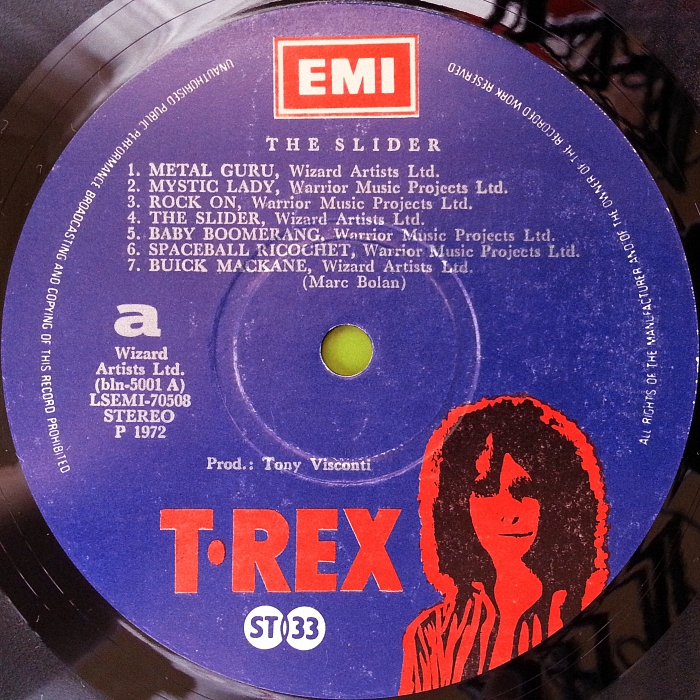 EMI
THE SLIDER
1. METAL GURU, Wizard Artists Ltd.
2. MYSTIC LADY, Warrior Music Projects Ltd.
3. ROCK ON, Warrior Music Projects Ltd.
4. THE SLIDER, Wizard Artists Ltd.
5. BABY BOOMERANG, Warrior Music Projects Ltd.
6. SPACEBALL RICOCHET, Warrior Music Projects Ltd.
7. BUICK MACKANE, Wizard Artists Ltd.
(Marc Bolan)
a
Wizard
Artists Ltd.
(bln-5001 A)
LSEMI-70508
STEREO
P 1972
Prod.: Tony Visconti
T·REX
ST 33
ALL RIGHTS OF THE MANUFACTURER AND OF THE OWNER OF THE RECORDED WORK RESERVED
UNAUTHORISED PUBLIC PERFORMANCE BROADCASTING AND COPYING OF THIS RECORD PROHIBITED